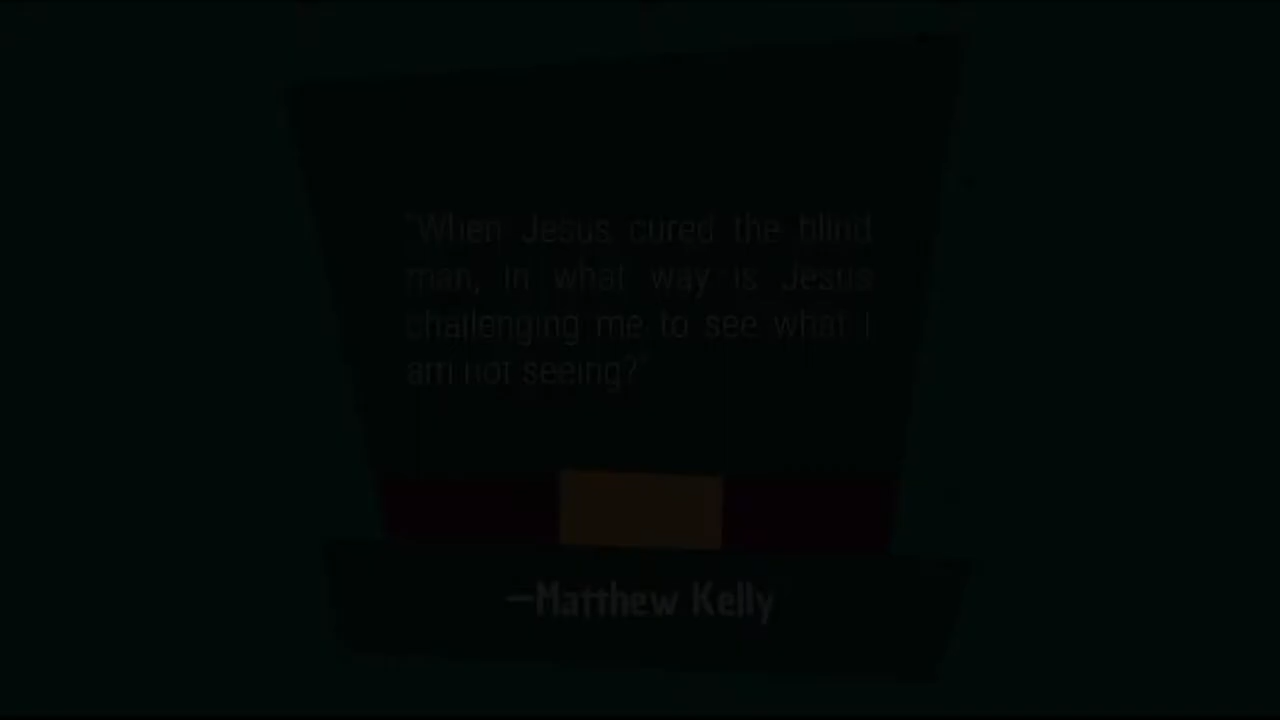 "When Jesus cured the blind
man, in what way is Jesus
challenging me to see what I
am not seeing?"
—Matthew Kelly